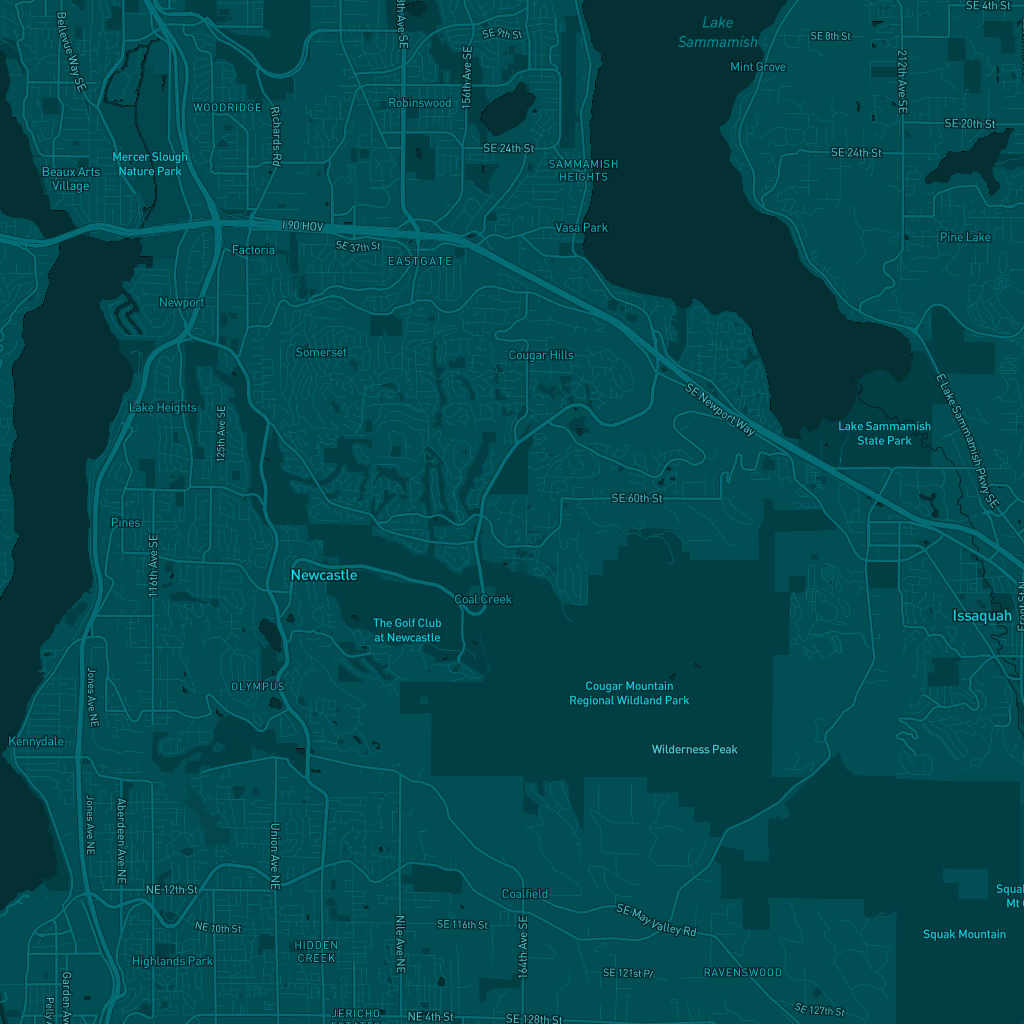 SE 4th St
Lake
Sammamish
Bellevue Way SE
SE 9th St
SE 8th St
156th Ave SE
212th Ave SE
Mint Grove
WOODRIDGE
Robinswood
Richards Rd
SE 20th St
SE 24th St
SE 24th St
Mercer Slough
Nature Park
SAMMAMISH
HEIGHTS
Beaux Arts
Village
I 90 HOV
Vasa Park
Pine Lake
Factoria
SE 37th St
EASTGATE
Newport
Somerset
Cougar Hills
SE Newport Way
E Lake Sammamish Pkwy SE
Lake Heights
125th Ave SE
Lake Sammamish
State Park
SE 60th St
Pines
116th Ave SE
Newcastle
Coal Creek
Front St N
Issaquah
The Golf Club
at Newcastle
OLYMPUS
Cougar Mountain
Regional Wildland Park
Jones Ave NE
Kennydale
Wilderness Peak
Jones Ave NE
Aberdeen Ave NE
Union Ave NE
NE 12th St
Coalfield
Squak
Mt
SE May Valley Rd
NE 10th St
SE 116th St
Nile Ave NE
164th Ave SE
Squak Mountain
HIDDEN
CREEK
Highlands Park
SE 121st Pl
RAVENSWOOD
Garden Av
Pelly A
JERICHO
NE 4th St
SE 128th St
SE 127th St